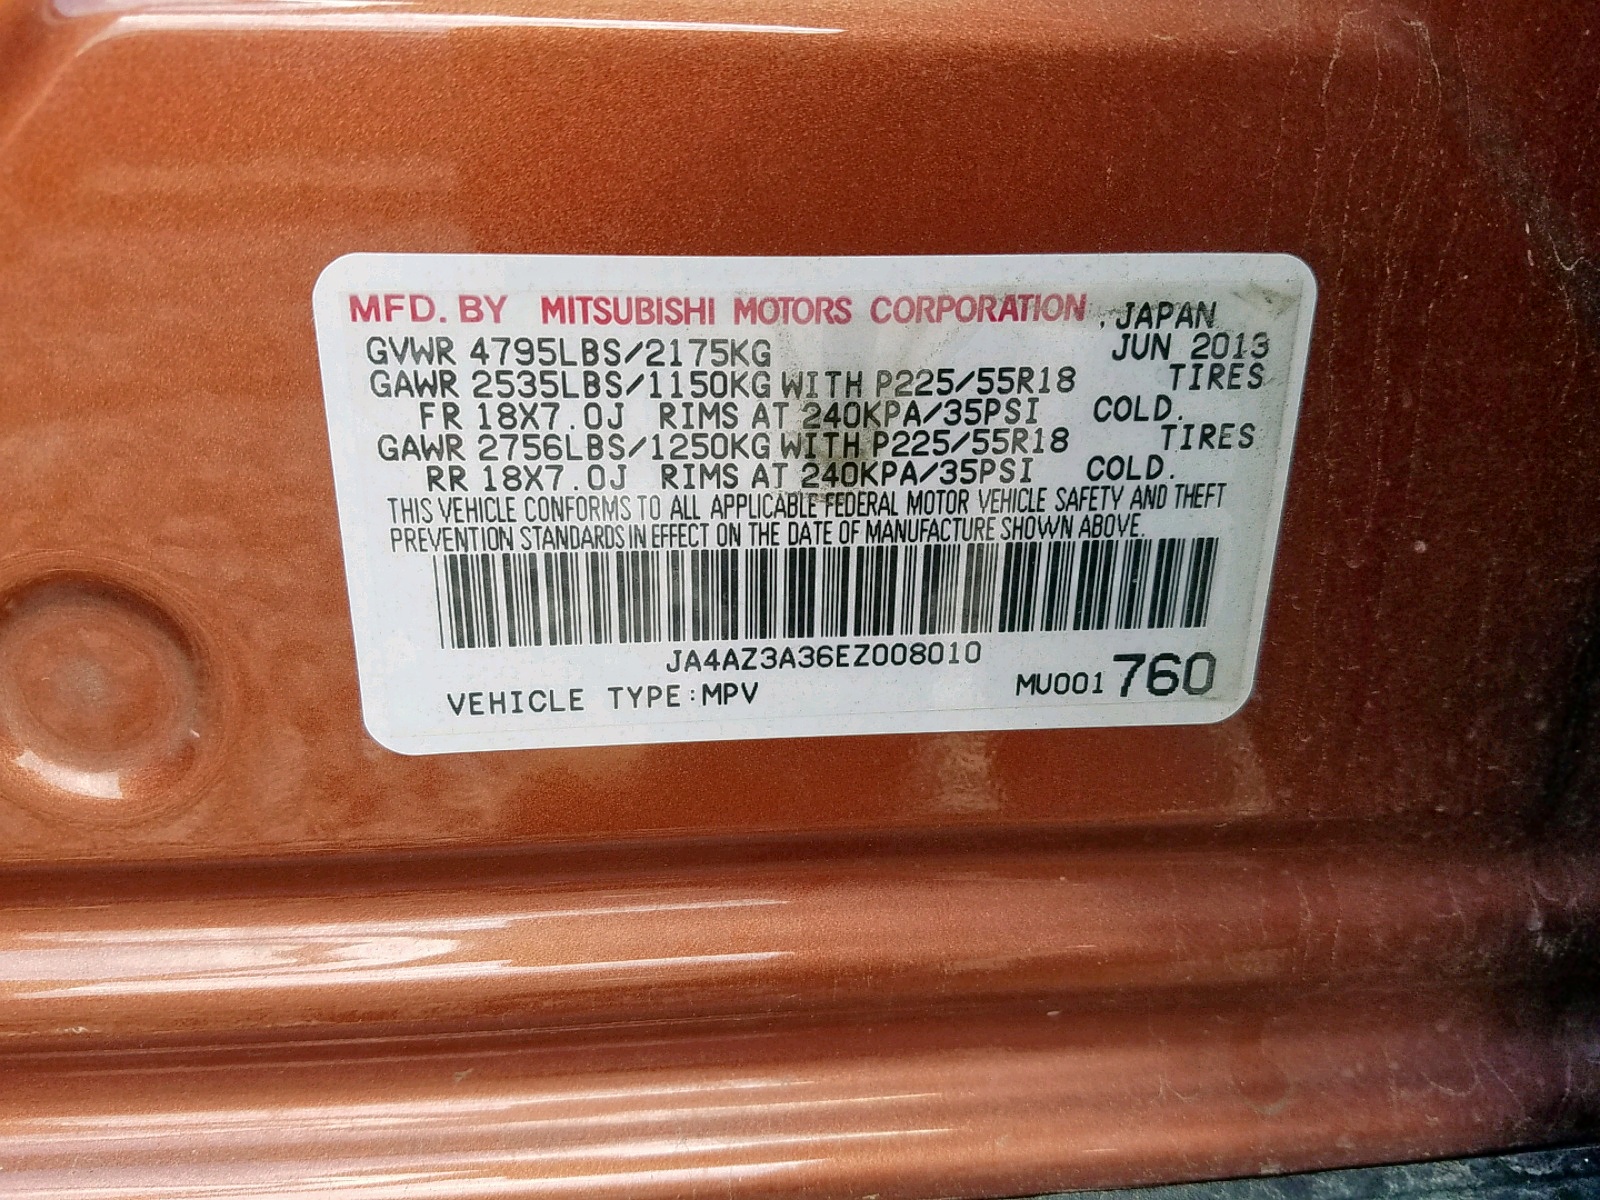 MFD. BY MITSUBISHI MOTORS CORPORATION , JAPAN
GVWR 4795LBS/2175KG JUN 2013
GAWR 2535LBS/1150KG WITH P225/55R18 TIRES
FR 18X7.0J RIMS AT 240KPA/35PSI COLD.
GAWR 2756LBS/1250KG WITH P225/55R18 TIRES
RR 18X7.0J RIMS AT 240KPA/35PSI COLD.
THIS VEHICLE CONFORMS TO ALL APPLICABLE FEDERAL MOTOR VEHICLE SAFETY AND THEFT
PREVENTION STANDARDS IN EFFECT ON THE DATE OF MANUFACTURE SHOWN ABOVE.
JA4AZ3A36EZ008010
VEHICLE TYPE:MPV MU001 760